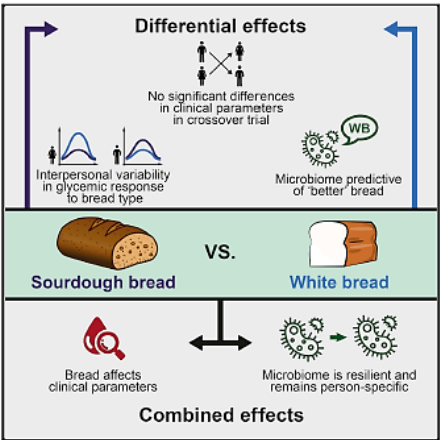 Differential effects
No significant differences
in clinical parameters
in crossover trial
WB
Interpersonal variability
in glycemic response
to bread type
Microbiome predictive
of 'better' bread
VS.
Sourdough bread
White bread
Bread affects
clinical parameters
Microbiome is resilient and
remains person-specific
Combined effects